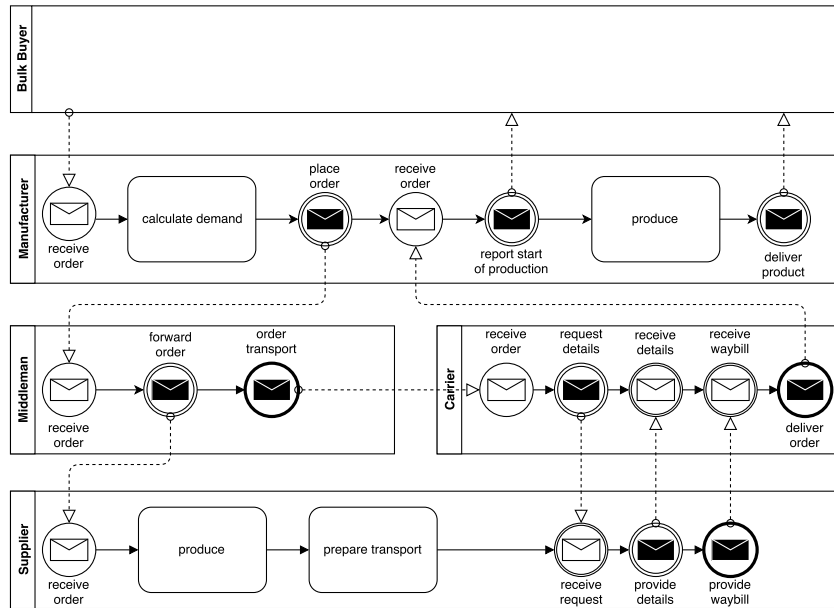 Bulk Buyer
Manufacturer
receive
order
calculate demand
place
order
receive
order
report start
of production
produce
deliver
product
Middleman
receive
order
forward
order
order
transport
Carrier
receive
order
request
details
receive
details
receive
waybill
deliver
order
Supplier
receive
order
produce
prepare transport
receive
request
provide
details
provide
waybill